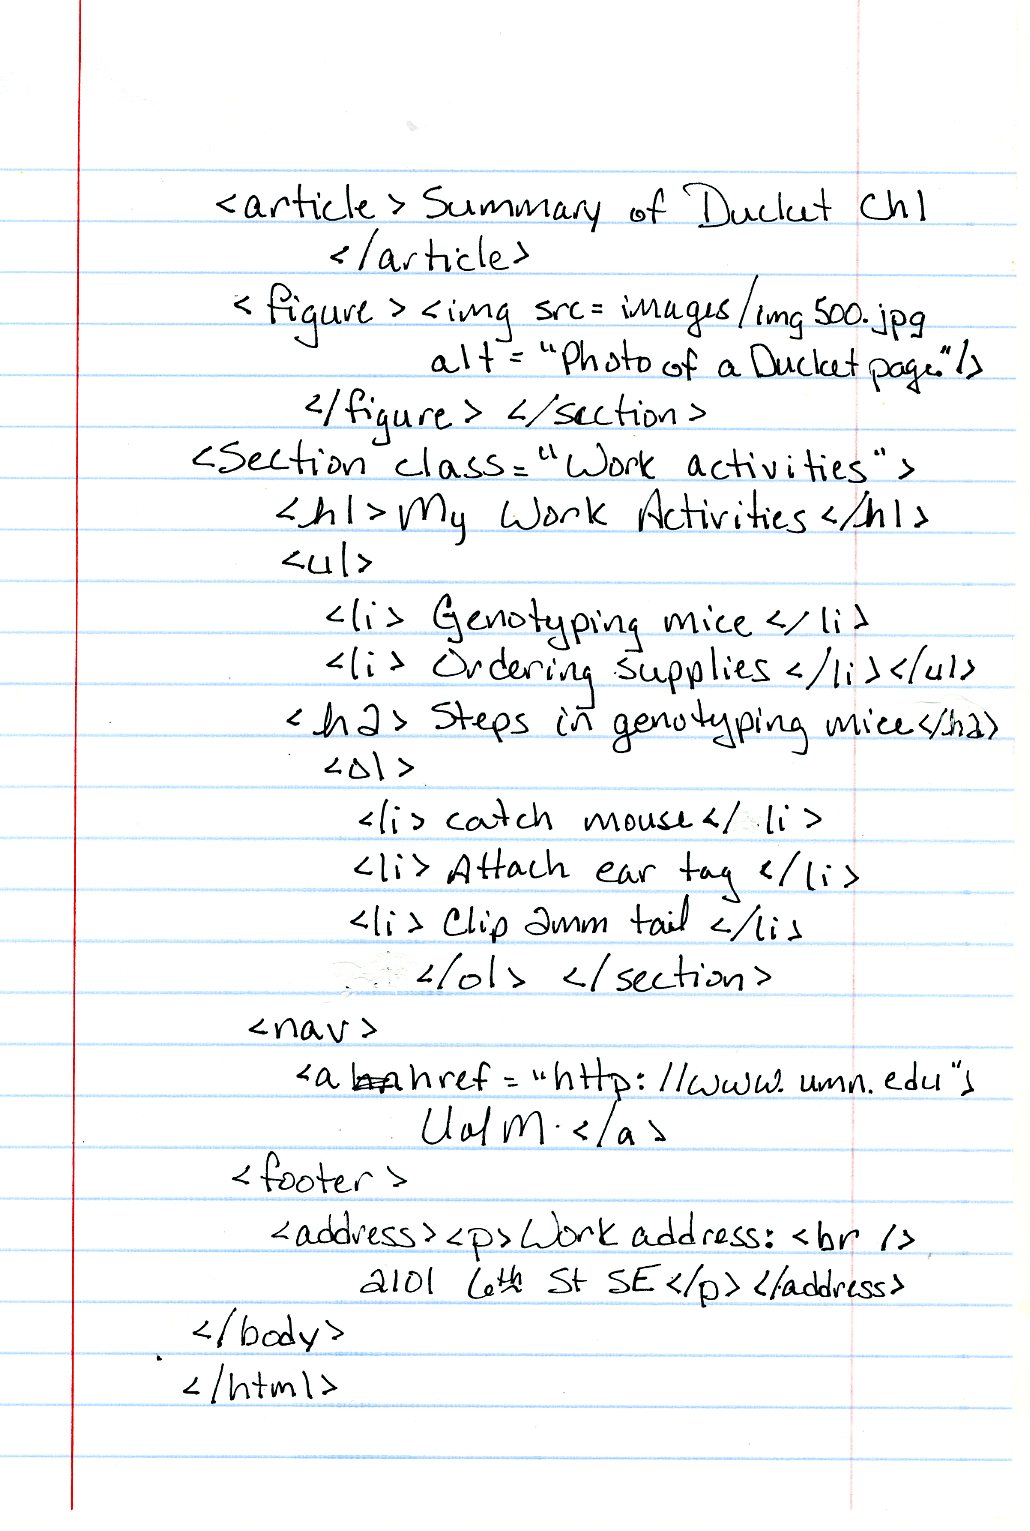 <article> Summary of Ducket Ch1
</article>
<figure> <img src= images/img500.jpg
alt = "Photo of a Ducket page."/>
</figure> </section>
<Section class="Work activities">
<h1>My Work Activities</h1>
<ul>
<li> Genotyping mice </li>
<li> Ordering supplies </li></ul>
<h2> Steps in genotyping mice</h2>
<ol>
<li> catch mouse</ li>
<li> Attach ear tag </li>
<li> Clip 2mm tail </li>
</ol> </section>
<nav>
<a href = "http://www.umn.edu">
U of M.</a>
<footer>
<address><p>Work address: <br />
2101 6th St SE</p></address>
</body>
</html>